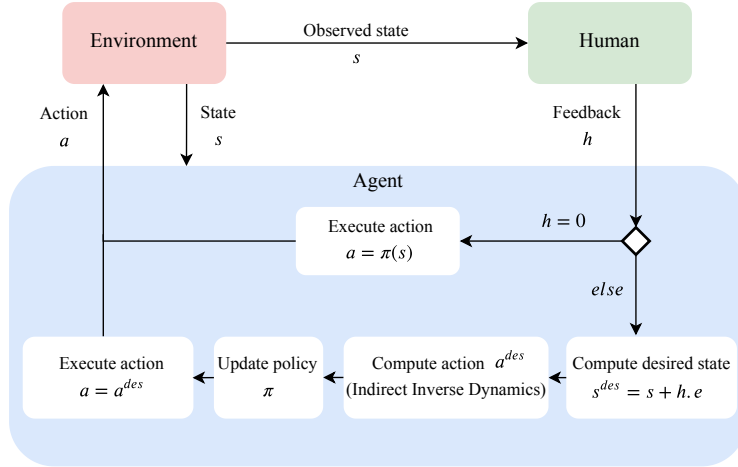 Environment
Observed state
s
Human
Action
a
State
s
Feedback
h
Agent
Execute action
a = π(s)
h = 0
else
Execute action
a = a^{des}
Update policy
π
Compute action a^{des}
(Indirect Inverse Dynamics)
Compute desired state
s^{des} = s + h. e